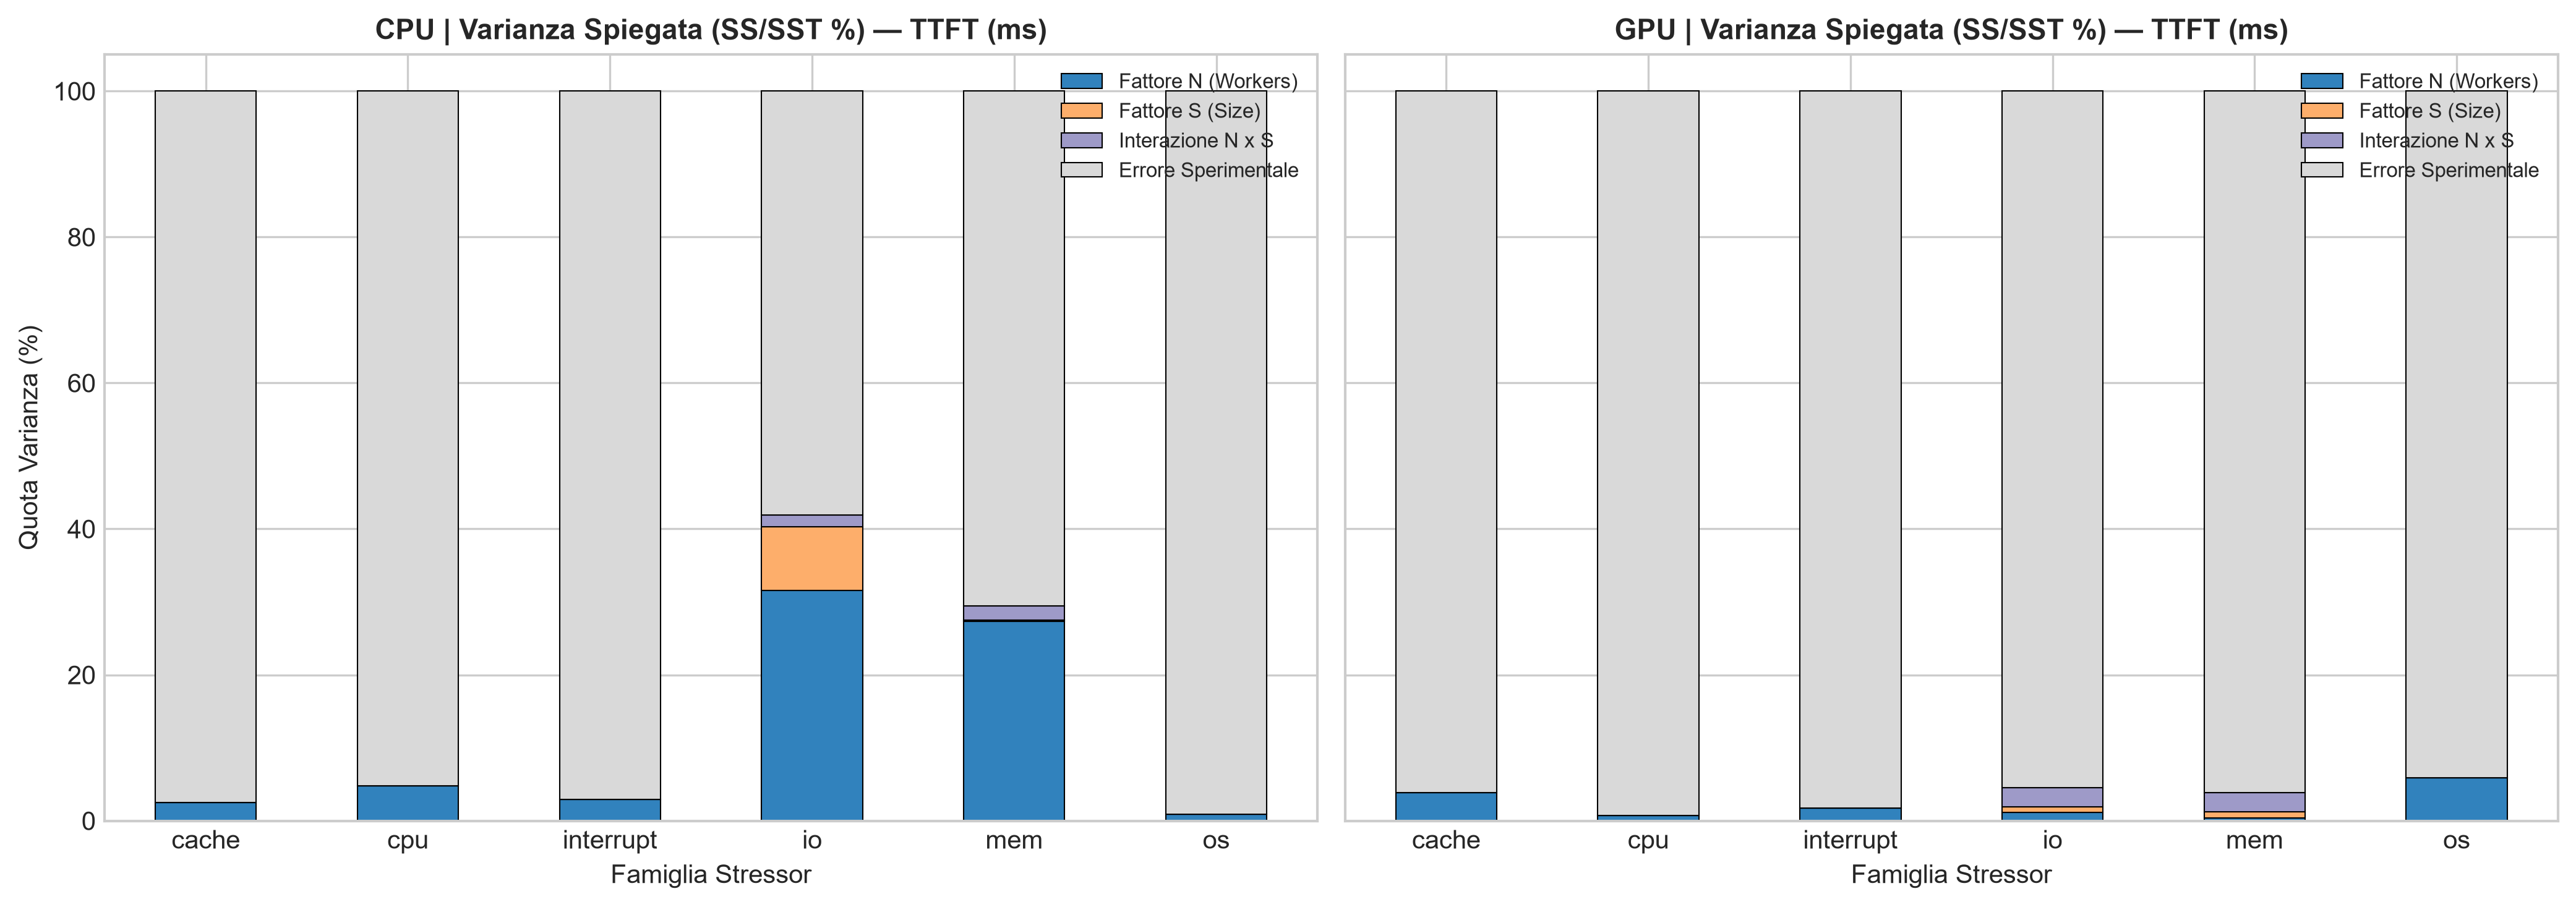 CPU | Varianza Spiegata (SS/SST %) — TTFT (ms)
Quota Varianza (%)
100
80
60
40
20
0
Fattore N (Workers)
Fattore S (Size)
Interazione N x S
Errore Sperimentale
cache cpu interrupt io mem os
Famiglia Stressor
GPU | Varianza Spiegata (SS/SST %) — TTFT (ms)
Fattore N (Workers)
Fattore S (Size)
Interazione N x S
Errore Sperimentale
cache cpu interrupt io mem os
Famiglia Stressor